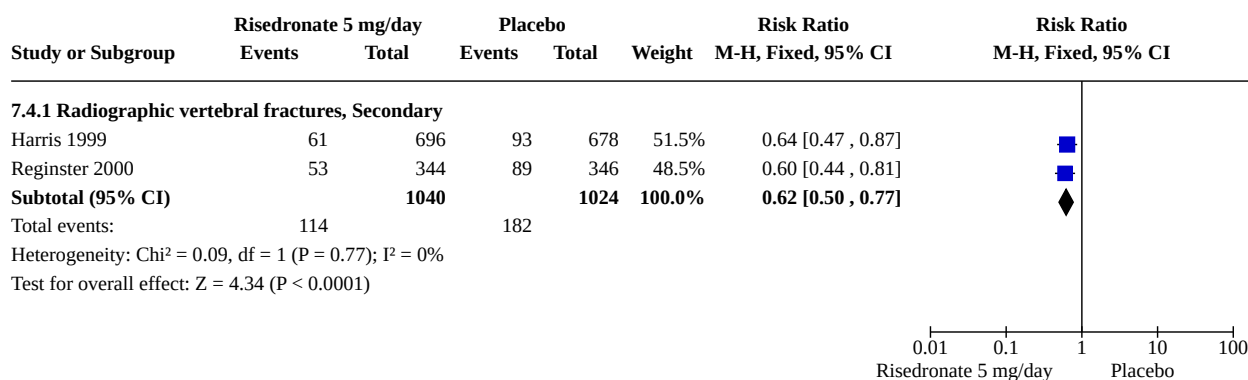 Risedronate 5 mg/day Placebo Risk Ratio Risk Ratio
Study or Subgroup Events Total Events Total Weight M-H, Fixed, 95% CI M-H, Fixed, 95% CI
7.4.1 Radiographic vertebral fractures, Secondary
Harris 1999 61 696 93 678 51.5% 0.64 [0.47 , 0.87]
Reginster 2000 53 344 89 346 48.5% 0.60 [0.44 , 0.81]
Subtotal (95% CI) 1040 1024 100.0% 0.62 [0.50 , 0.77]
Total events: 114 182
Heterogeneity: Chi² = 0.09, df = 1 (P = 0.77); I² = 0%
Test for overall effect: Z = 4.34 (P < 0.0001)
0.01 0.1 1 10 100
Risedronate 5 mg/day Placebo